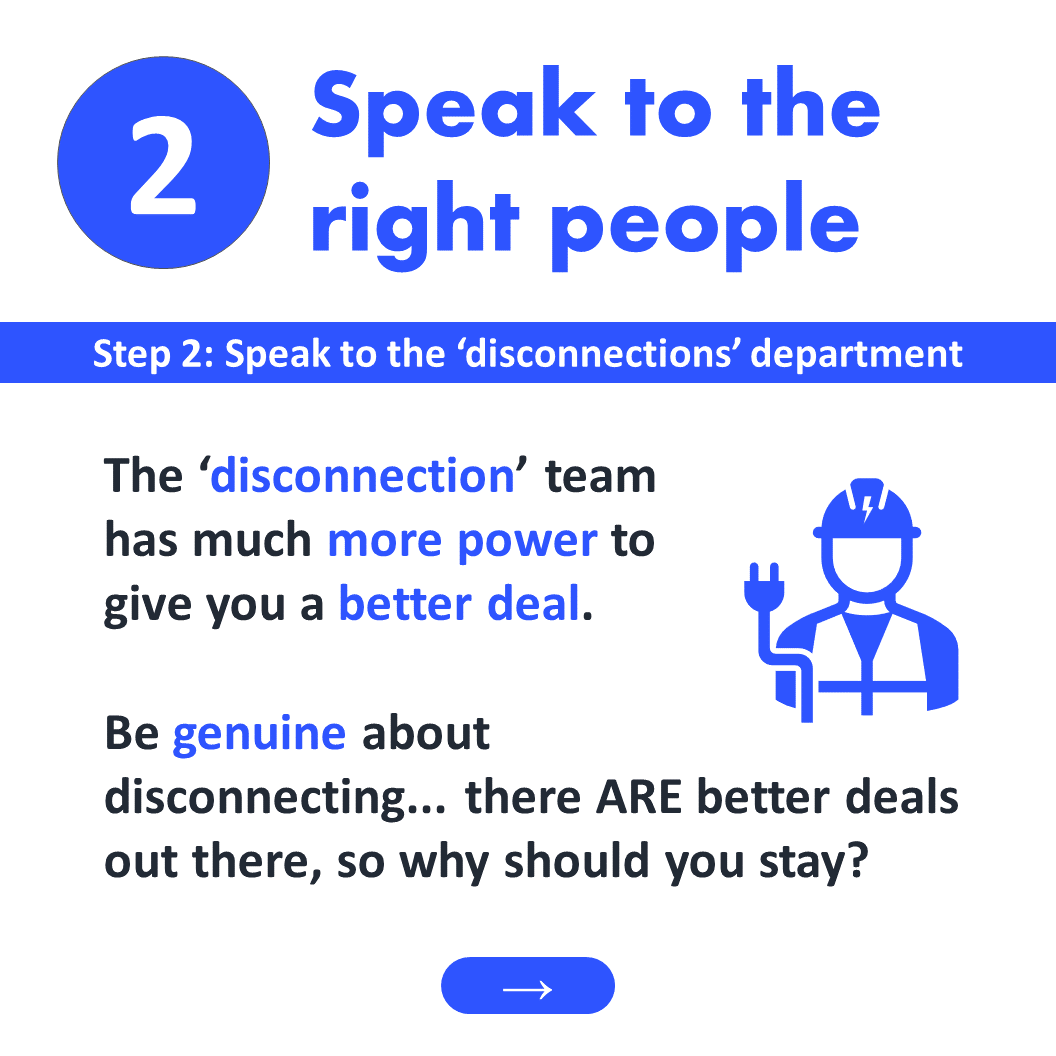 2
Speak to the
right people
Step 2: Speak to the ‘disconnections’ department
The ‘disconnection’ team
has much more power to
give you a better deal.
Be genuine about
disconnecting... there ARE better deals
out there, so why should you stay?
→